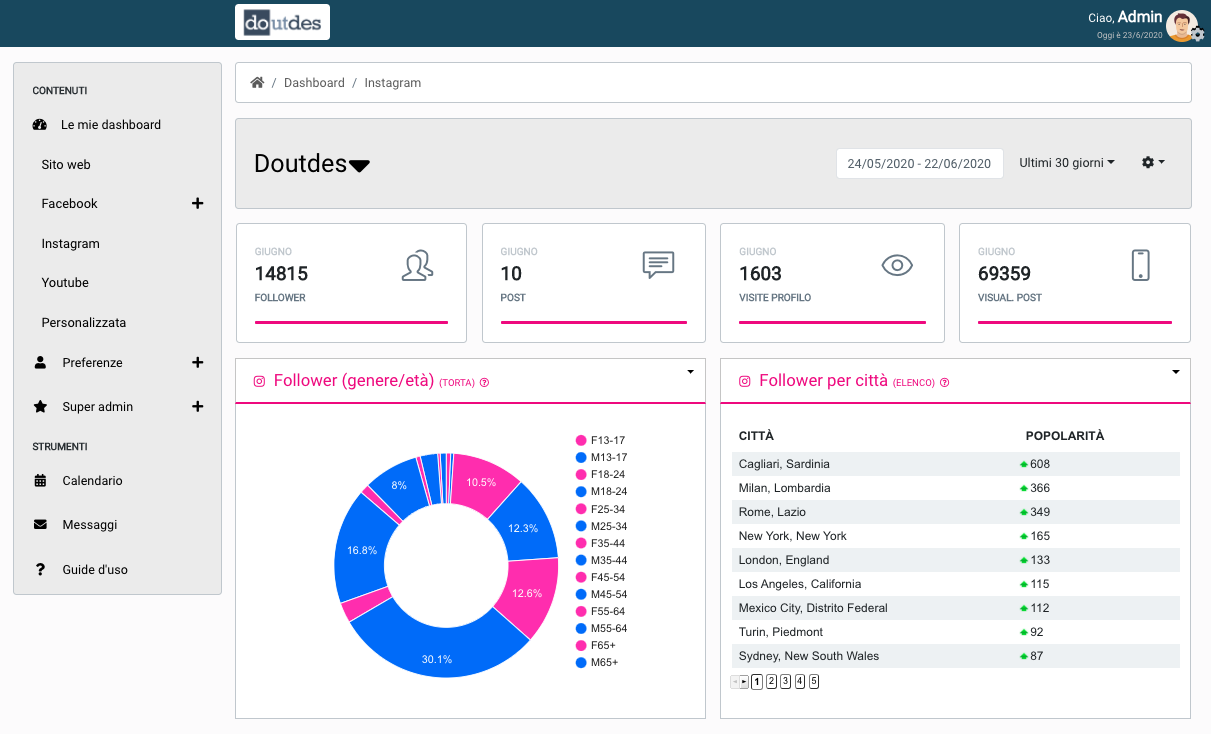 doutdes
Ciao, Admin
Oggi è 23/6/2020
CONTENUTI
Le mie dashboard
Sito web
Facebook
Instagram
Youtube
Personalizzata
Preferenze
Super admin
STRUMENTI
Calendario
Messaggi
Guide d'uso
/ Dashboard / Instagram
Doutdes
24/05/2020 - 22/06/2020
Ultimi 30 giorni
GIUGNO
14815
FOLLOWER
GIUGNO
10
POST
GIUGNO
1603
VISITE PROFILO
GIUGNO
69359
VISUAL. POST
Follower (genere/età) (TORTA)
10.5%
12.3%
12.6%
30.1%
16.8%
8%
F13-17
M13-17
F18-24
M18-24
F25-34
M25-34
F35-44
M35-44
F45-54
M45-54
F55-64
M55-64
F65+
M65+
Follower per città (ELENCO)
CITTÀ POPOLARITÀ
Cagliari, Sardinia 608
Milan, Lombardia 366
Rome, Lazio 349
New York, New York 165
London, England 133
Los Angeles, California 115
Mexico City, Distrito Federal 112
Turin, Piedmont 92
Sydney, New South Wales 87
1 2 3 4 5